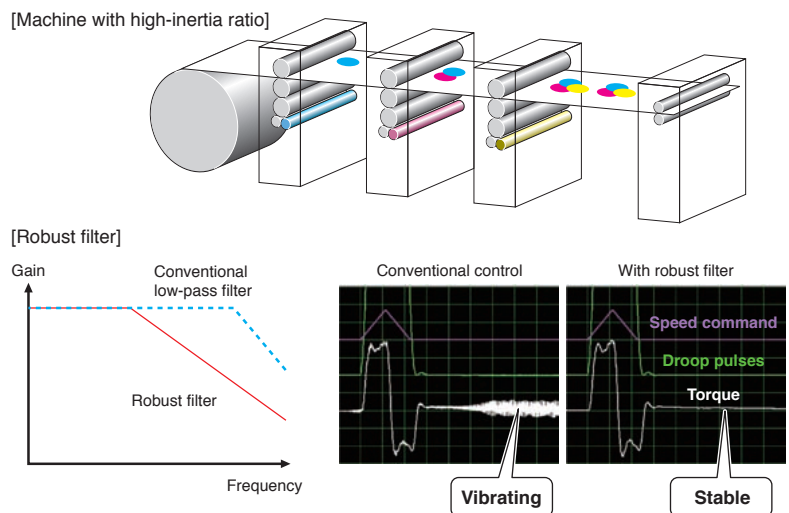 [Machine with high-inertia ratio]
[Robust filter]
Gain
Conventional
low-pass filter
Robust filter
Frequency
Conventional control
With robust filter
Speed command
Droop pulses
Torque
Vibrating
Stable